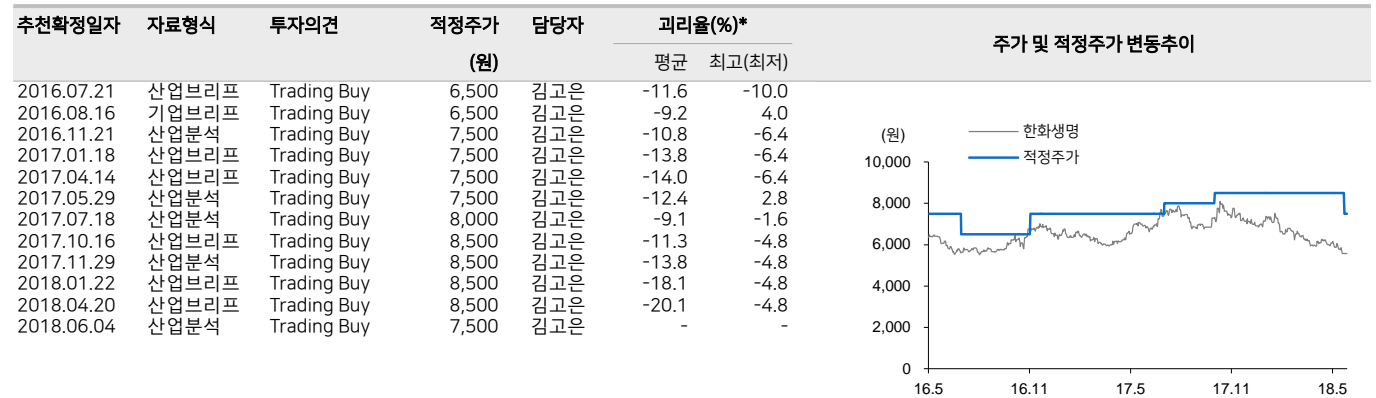 추천확정일자 자료형식 투자의견 적정주가 담당자 괴리율(%)* 주가 및 적정주가 변동추이
(원) 평균 최고(최저)
2016.07.21 산업브리프 Trading Buy 6,500 김고은 -11.6 -10.0
2016.08.16 기업브리프 Trading Buy 6,500 김고은 -9.2 4.0
2016.11.21 산업분석 Trading Buy 7,500 김고은 -10.8 -6.4
2017.01.18 산업브리프 Trading Buy 7,500 김고은 -13.8 -6.4
2017.04.14 산업브리프 Trading Buy 7,500 김고은 -14.0 -6.4
2017.05.29 산업분석 Trading Buy 7,500 김고은 -12.4 2.8
2017.07.18 산업분석 Trading Buy 8,000 김고은 -9.1 -1.6
2017.10.16 산업브리프 Trading Buy 8,500 김고은 -11.3 -4.8
2017.11.29 산업분석 Trading Buy 8,500 김고은 -13.8 -4.8
2018.01.22 산업브리프 Trading Buy 8,500 김고은 -18.1 -4.8
2018.04.20 산업브리프 Trading Buy 8,500 김고은 -20.1 -4.8
2018.06.04 산업분석 Trading Buy 7,500 김고은 - -
(원)
한화생명
적정주가
10,000
8,000
6,000
4,000
2,000
0
16.5 16.11 17.5 17.11 18.5